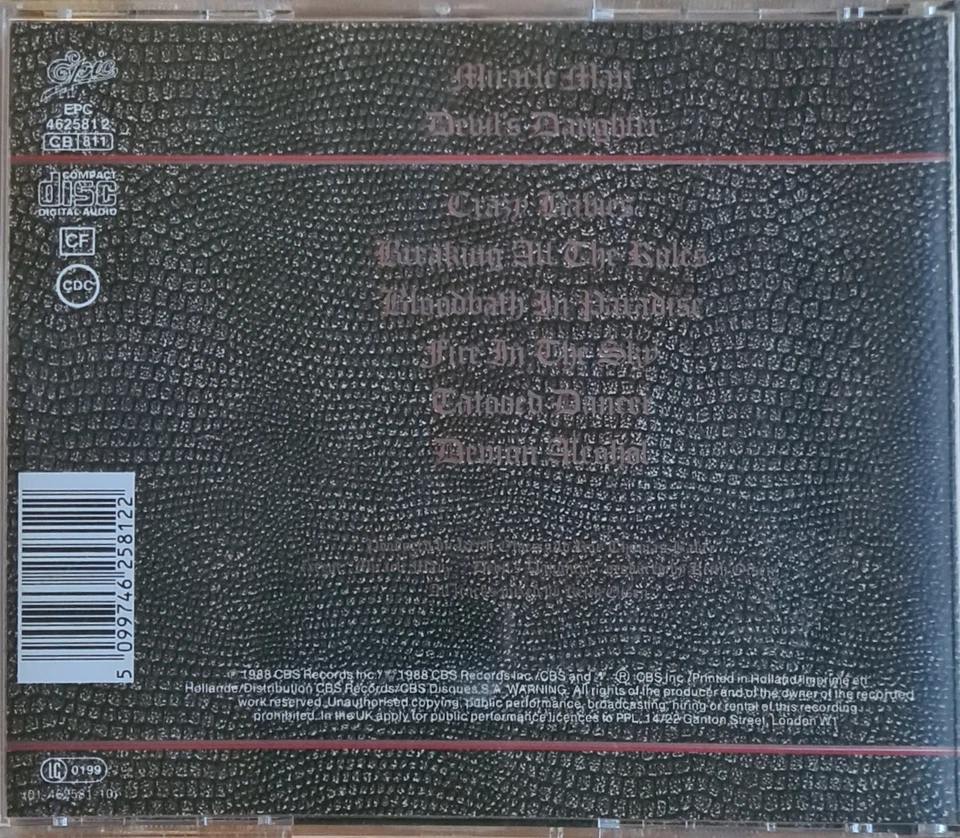 Epic
EPC
462581 2
CB 811
COMPACT
disc
DIGITAL AUDIO
CF
CDC
Miracle Man
Devil's Daughter
Crazy Babies
Breaking All The Rules
Bloodbath In Paradise
Fire In The Sky
Tattooed Dancer
Demon Alcohol
5 099746 258122
℗ 1988 CBS Records Inc./ © 1988 CBS Records Inc./CBS and ® CBS Inc./Printed in Holland/Imprimé en
Hollande/Distribution CBS Records/CBS Disques S.A. WARNING. All rights of the producer and of the owner of the recorded
work reserved. Unauthorised copying, public performance, broadcasting, hiring or rental of this recording
prohibited. In the UK apply for public performance licences to PPL, 14/22 Ganton Street, London W1
LC 0199
(01-462581-10)